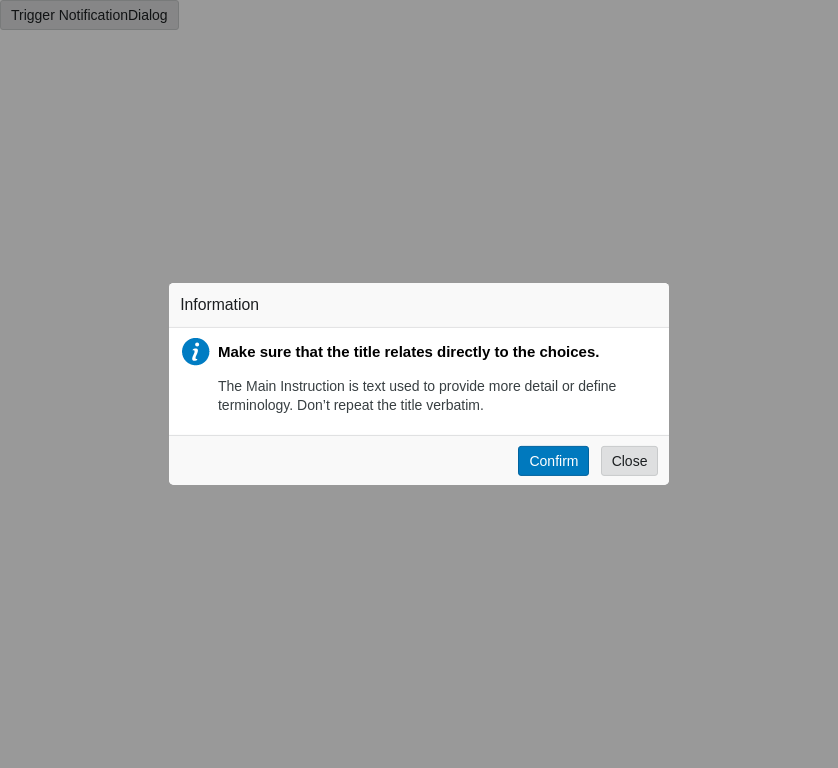 Trigger NotificationDialog
Information
Make sure that the title relates directly to the choices.
The Main Instruction is text used to provide more detail or define
terminology. Don’t repeat the title verbatim.
Confirm Close